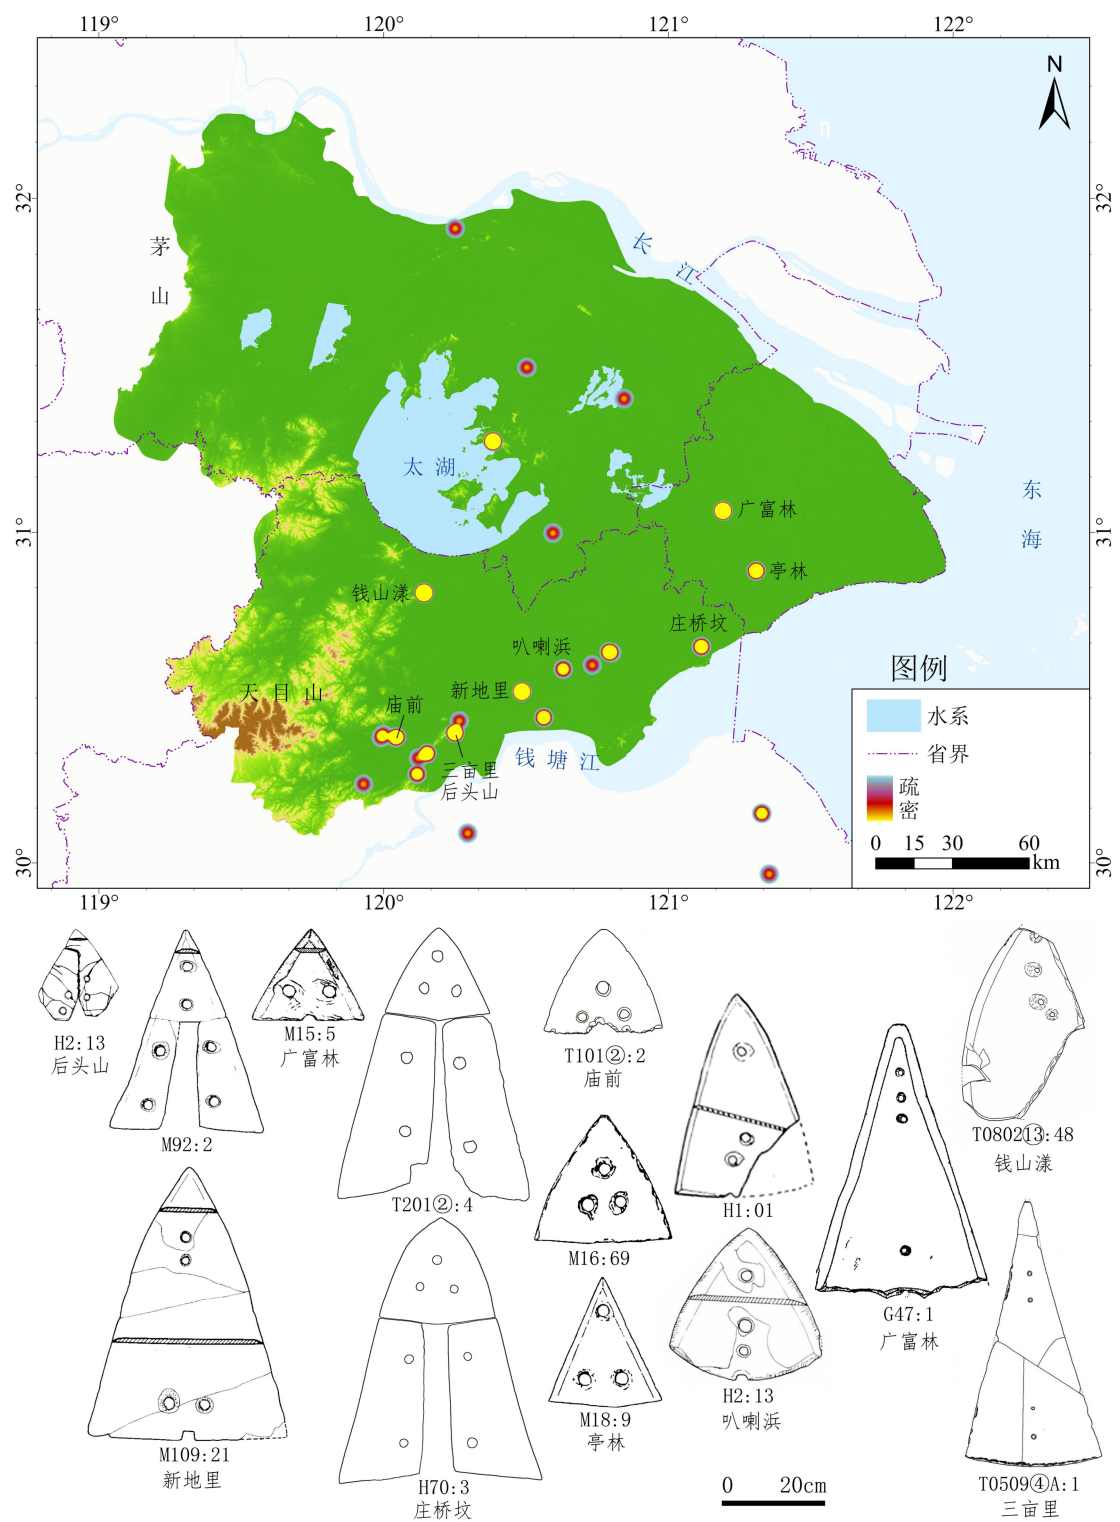 119°
120°
121°
122°
N
32°
32°
茅
山
长
江
太 湖
东
海
31°
31°
广富林
亭林
钱山漾
庄桥坟
叭喇浜
新地里
天目山
庙前
三亩里
后头山
钱塘江
图例
水系
省界
疏
密
0 15 30 60
km
30°
30°
119°
120°
121°
122°
H2:13
后头山
M92:2
M15:5
广富林
T201②:4
T101②:2
庙前
H1:01
T0802⑬:48
钱山漾
M16:69
G47:1
广富林
M109:21
新地里
H70:3
庄桥坟
M18:9
亭林
H2:13
叭喇浜
T0509④A:1
三亩里
0 20cm